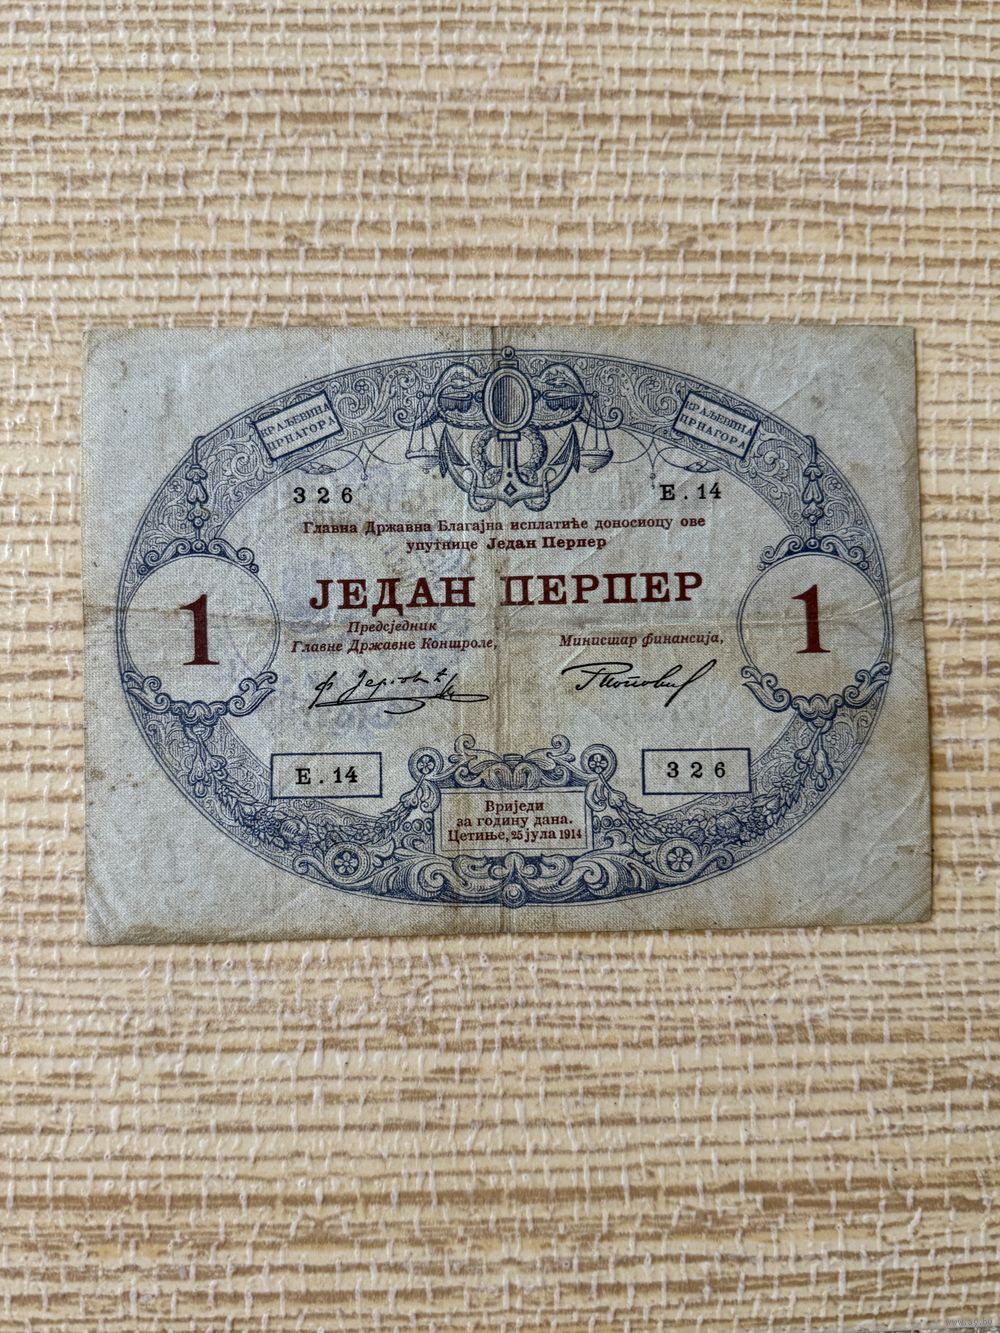 КРАЉЕВИНА
ЦРНАГОРА
КРАЉЕВИНА
ЦРНАГОРА
326
Е.14
Главна Државна Благајна исплатиће доносиоцу ове
упутнице Један Перпер
1
ЈЕДАН ПЕРПЕР
1
Предсједник
Главне Државне Контроле,
Министар финансија,
Е.14
326
Вриједи
за годину дана.
Цетиње, 25 јула 1914